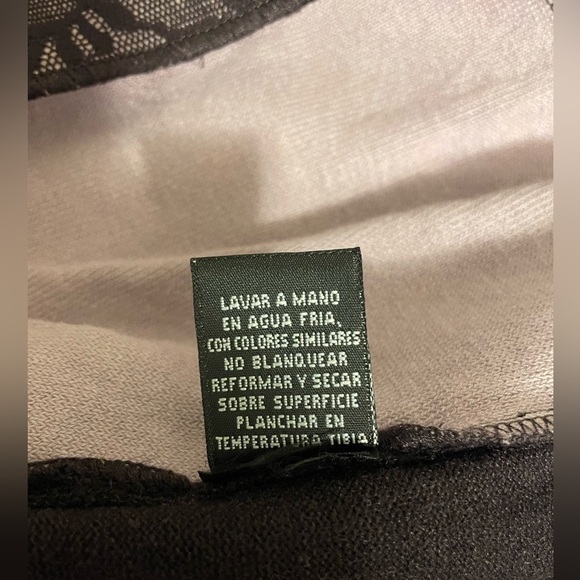 LAVAR A MANO
EN AGUA FRIA,
CON COLORES SIMILARES
NO BLANQUEAR
REFORMAR Y SECAR
SOBRE SUPERFICIE
PLANCHAR EN
TEMPERATURA TIBIA